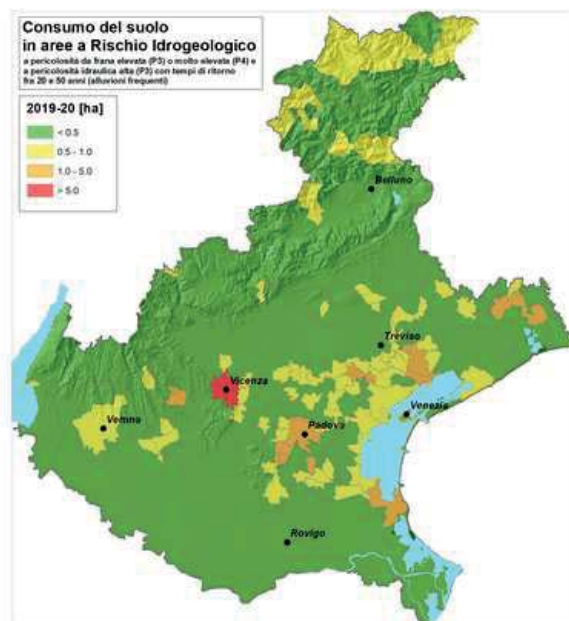 Consumo del suolo
in aree a Rischio Idrogeologico
a pericolosità da frana elevata (P3) o molto elevata (P4) e
a pericolosità idraulica alta (P3) con tempi di ritorno
fra 20 e 50 anni (alluvioni frequenti)
2019-20 [ha]
< 0.5
0.5 - 1.0
1.0 - 5.0
> 5.0
Belluno
Treviso
Vicenza
Venezia
Verona
Padova
Rovigo